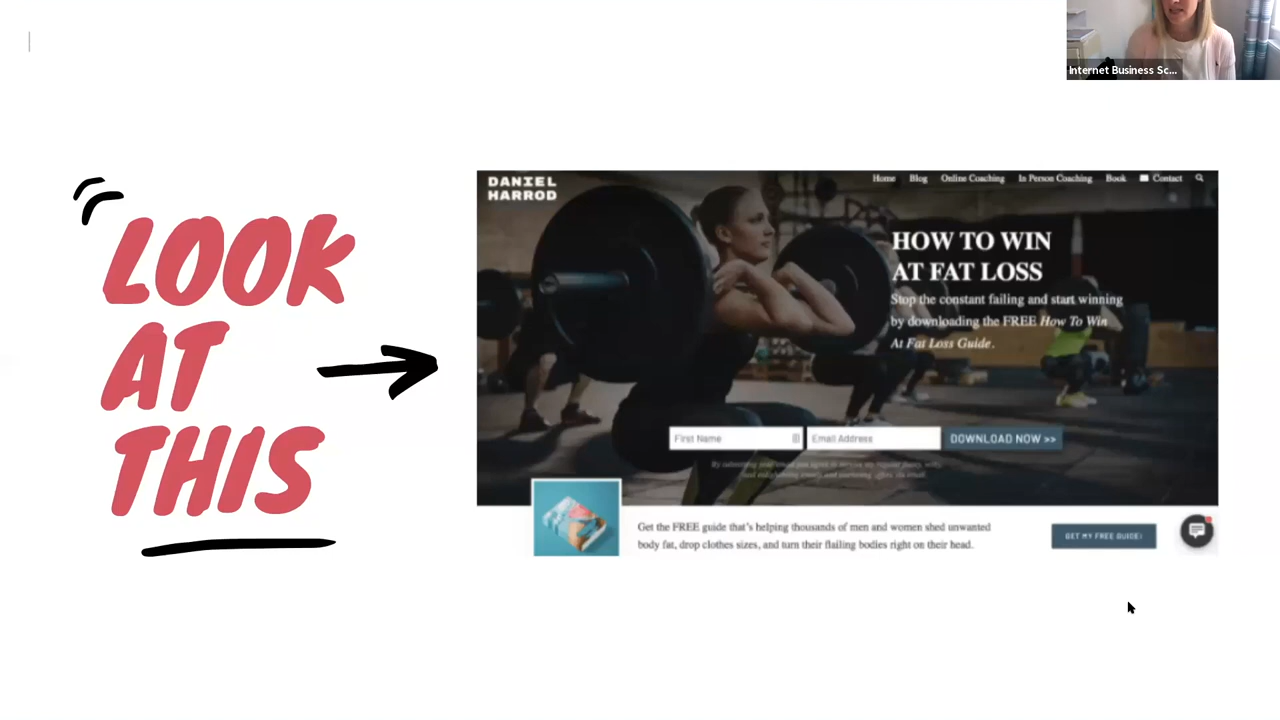 Internet Business Sc...
LOOK
AT
THIS
DANIEL
HARROD
Home Blog Online Coaching In Person Coaching Book Contact
HOW TO WIN
AT FAT LOSS
Stop the constant failing and start winning
by downloading the FREE How To Win
At Fat Loss Guide.
First Name Email Address DOWNLOAD NOW >>
Get the FREE guide that's helping thousands of men and women shed unwanted
body fat, drop clothes sizes, and turn their flailing bodies right on their head.
GET MY FREE GUIDE!